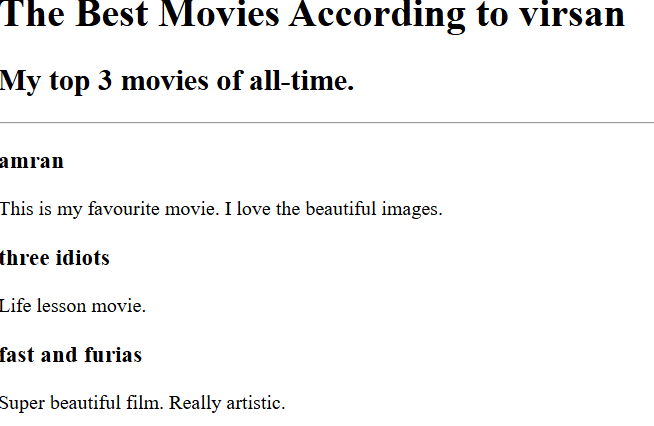 The Best Movies According to virsan
My top 3 movies of all-time.
amran
This is my favourite movie. I love the beautiful images.
three idiots
Life lesson movie.
fast and furias
Super beautiful film. Really artistic.